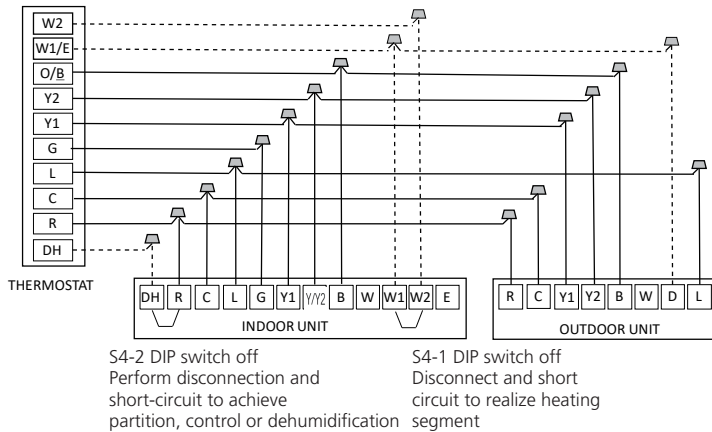 W2
W1/E
O/B
Y2
Y1
G
L
C
R
DH
THERMOSTAT
DH R C L G Y1 Y/Y2 B W W1 W2 E
INDOOR UNIT
R C Y1 Y2 B W D L
OUTDOOR UNIT
S4-2 DIP switch off
Perform disconnection and
short-circuit to achieve
partition, control or dehumidification
S4-1 DIP switch off
Disconnect and short
circuit to realize heating
segment